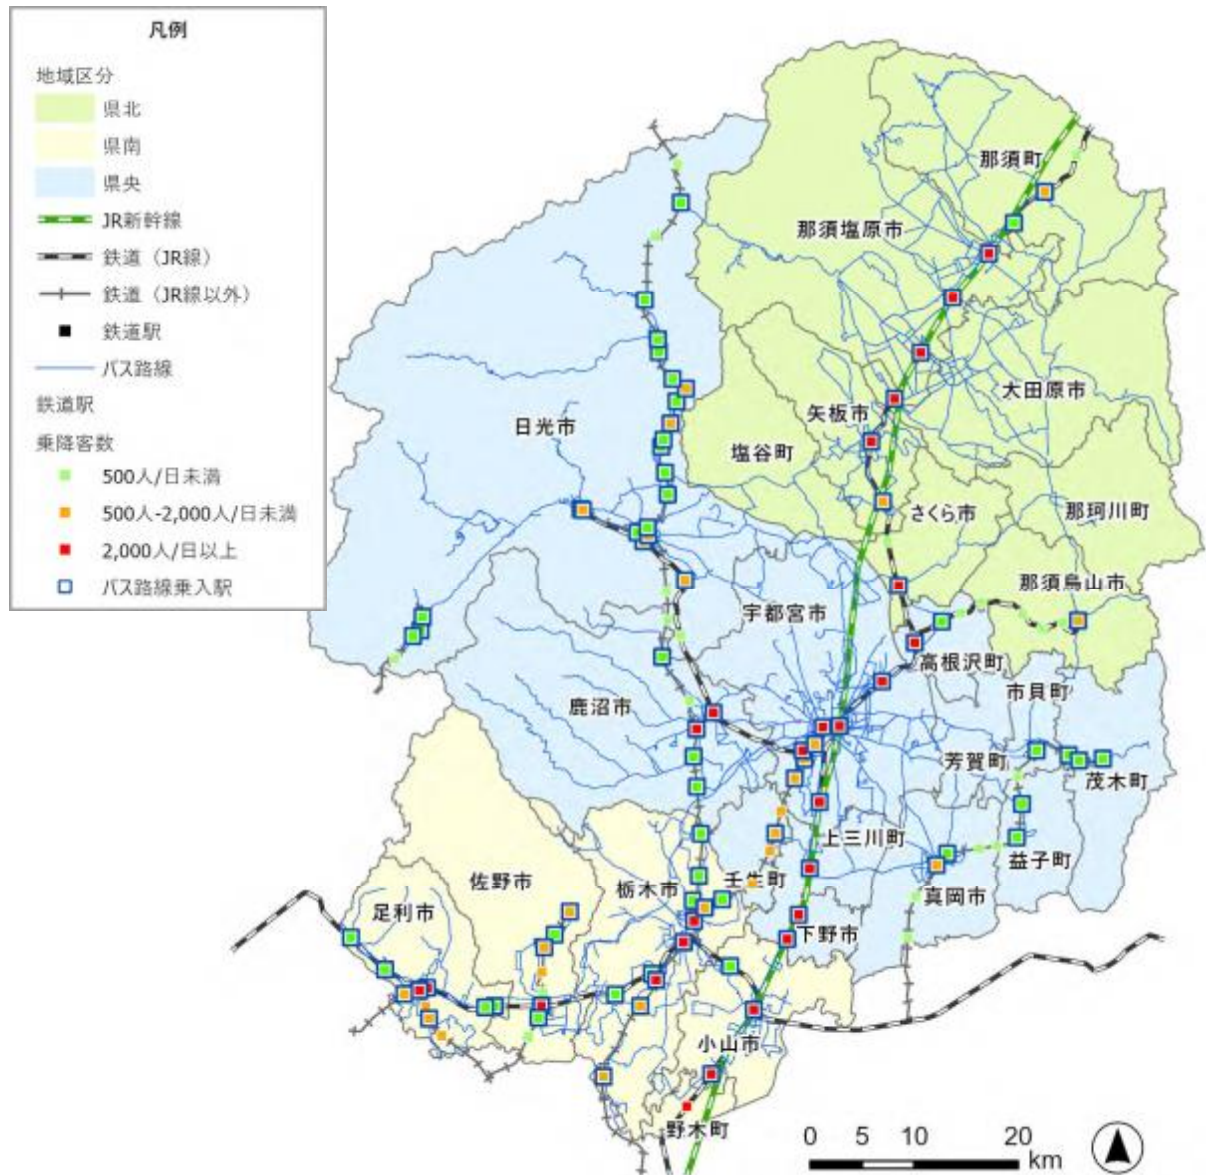 凡例
地域区分
県北
県南
県央
JR新幹線
鉄道（JR線）
鉄道（JR線以外）
鉄道駅
バス路線
鉄道駅
乗降客数
500人/日未満
500人-2,000人/日未満
2,000人/日以上
バス路線乗入駅
那須町
那須塩原市
大田原市
矢板市
日光市
塩谷町
さくら市
那珂川町
那須烏山市
宇都宮市
高根沢町
市貝町
鹿沼市
芳賀町
茂木町
上三川町
益子町
佐野市
栃木市
壬生町
真岡市
足利市
下野市
小山市
野木町
0 5 10 20
km